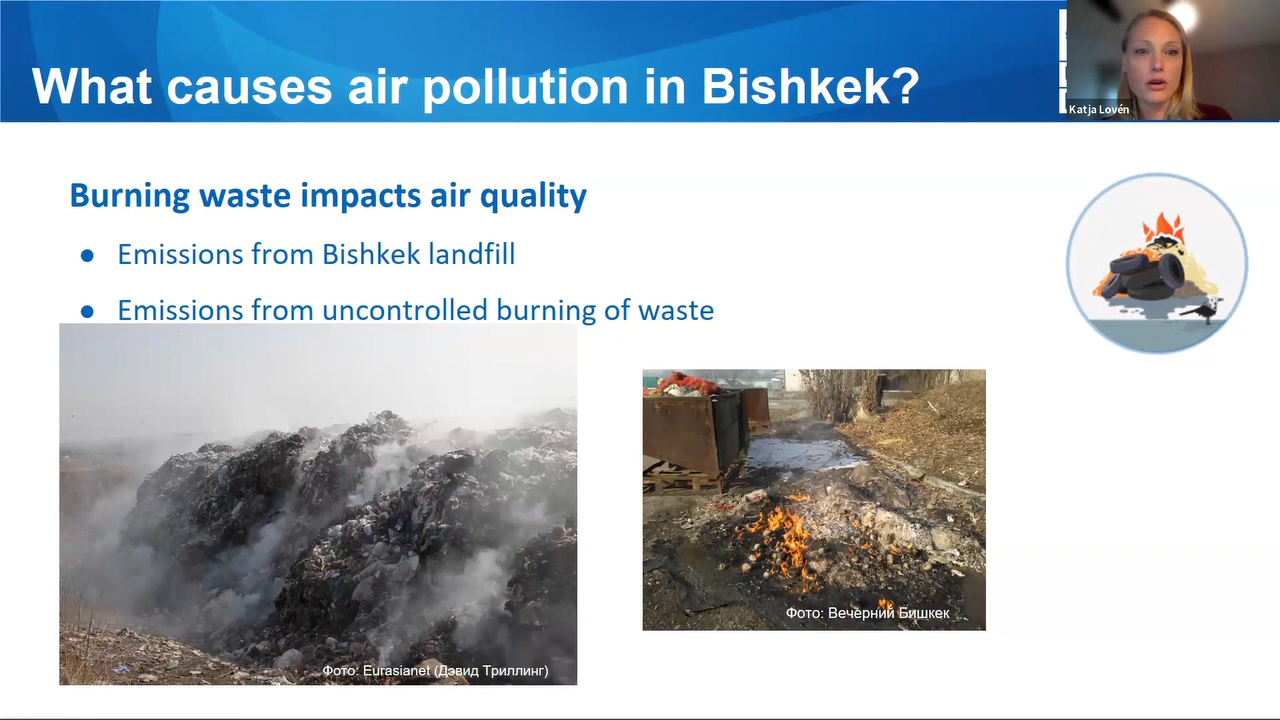 What causes air pollution in Bishkek?
Katja Lovén
Burning waste impacts air quality
● Emissions from Bishkek landfill
● Emissions from uncontrolled burning of waste
Фото: Вечерний Бишкек
Фото: Eurasianet (Дэвид Триллинг)